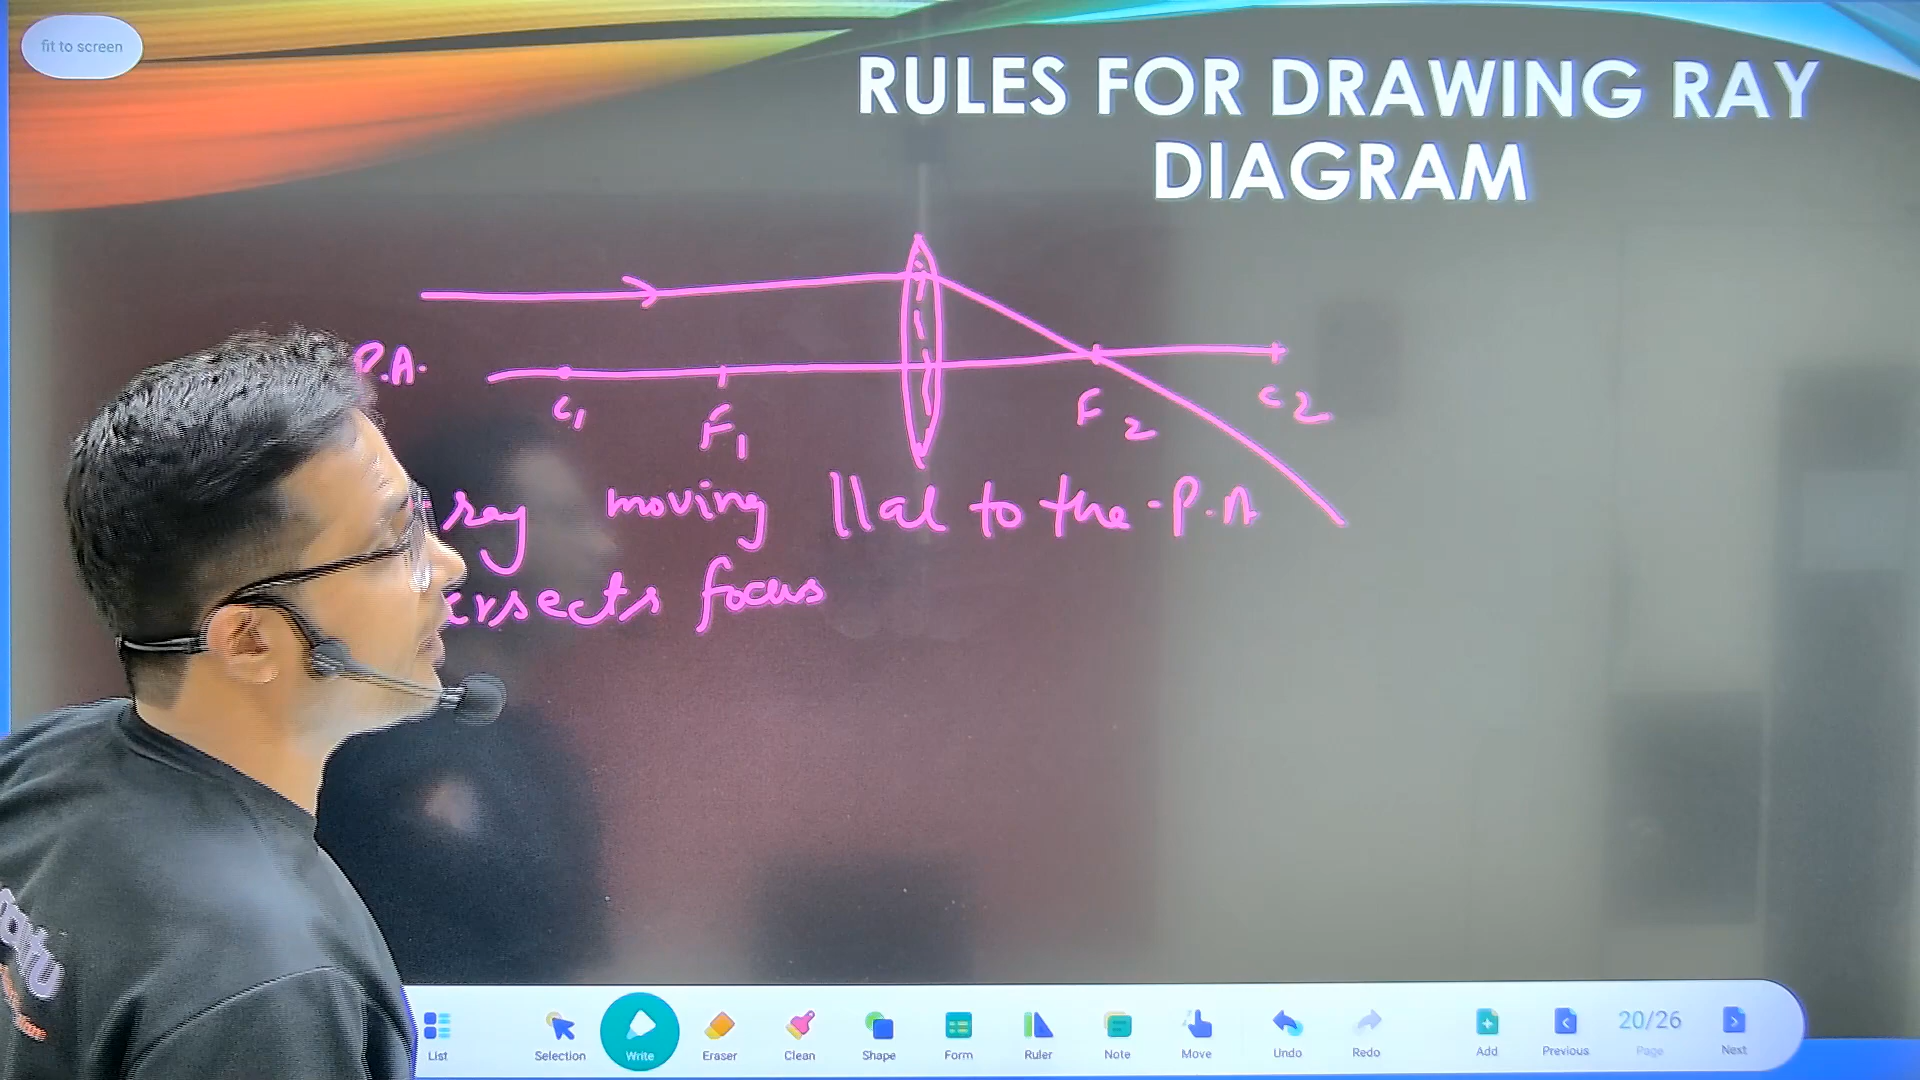 fit to screen
RULES FOR DRAWING RAY
DIAGRAM
P.A.
C1
F1
F2
C2
ray moving ||al to the P.A
focus
List
Selection
Write
Eraser
Clean
Shape
Form
Ruler
Note
Move
Undo
Redo
Add
Previous
20/26
Page
Next